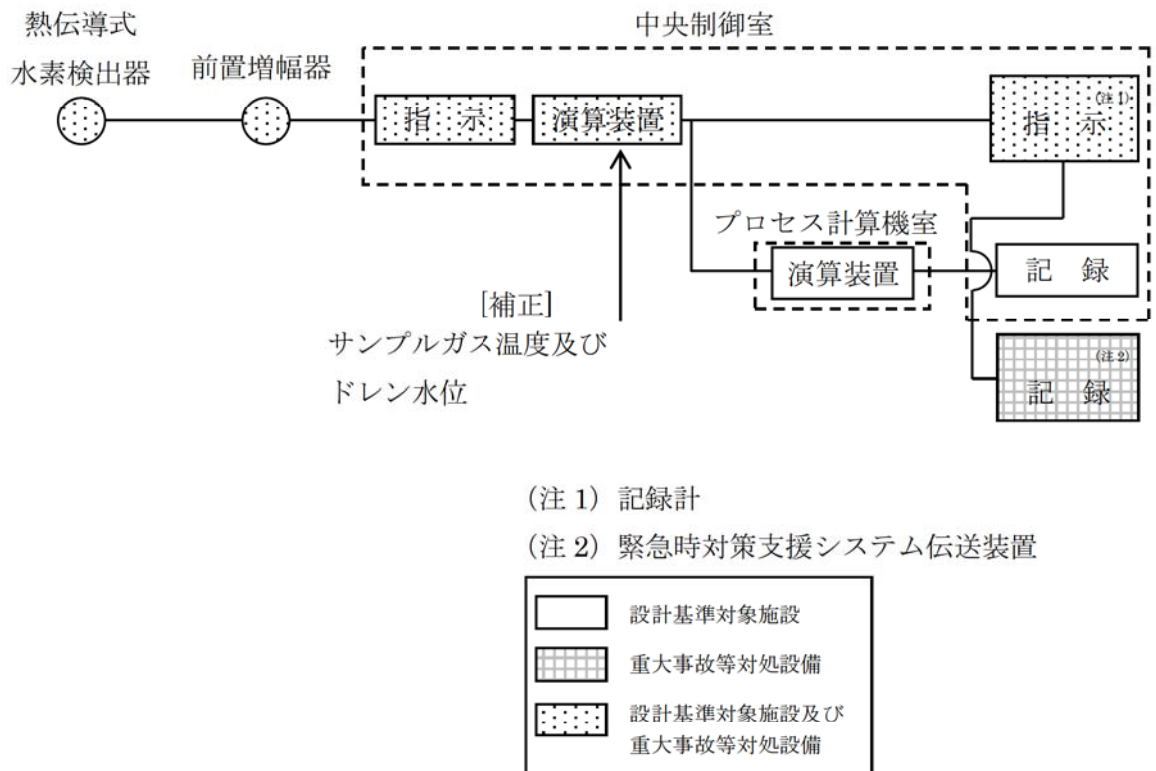 熱伝導式
水素検出器
前置増幅器
中央制御室
指 示
演算装置
(注1)
指 示
プロセス計算機室
演算装置
記 録
[補正]
サンプルガス温度及び
ドレン水位
(注2)
記 録
(注 1) 記録計
(注 2) 緊急時対策支援システム伝送装置
設計基準対象施設
重大事故等対処設備
設計基準対象施設及び
重大事故等対処設備